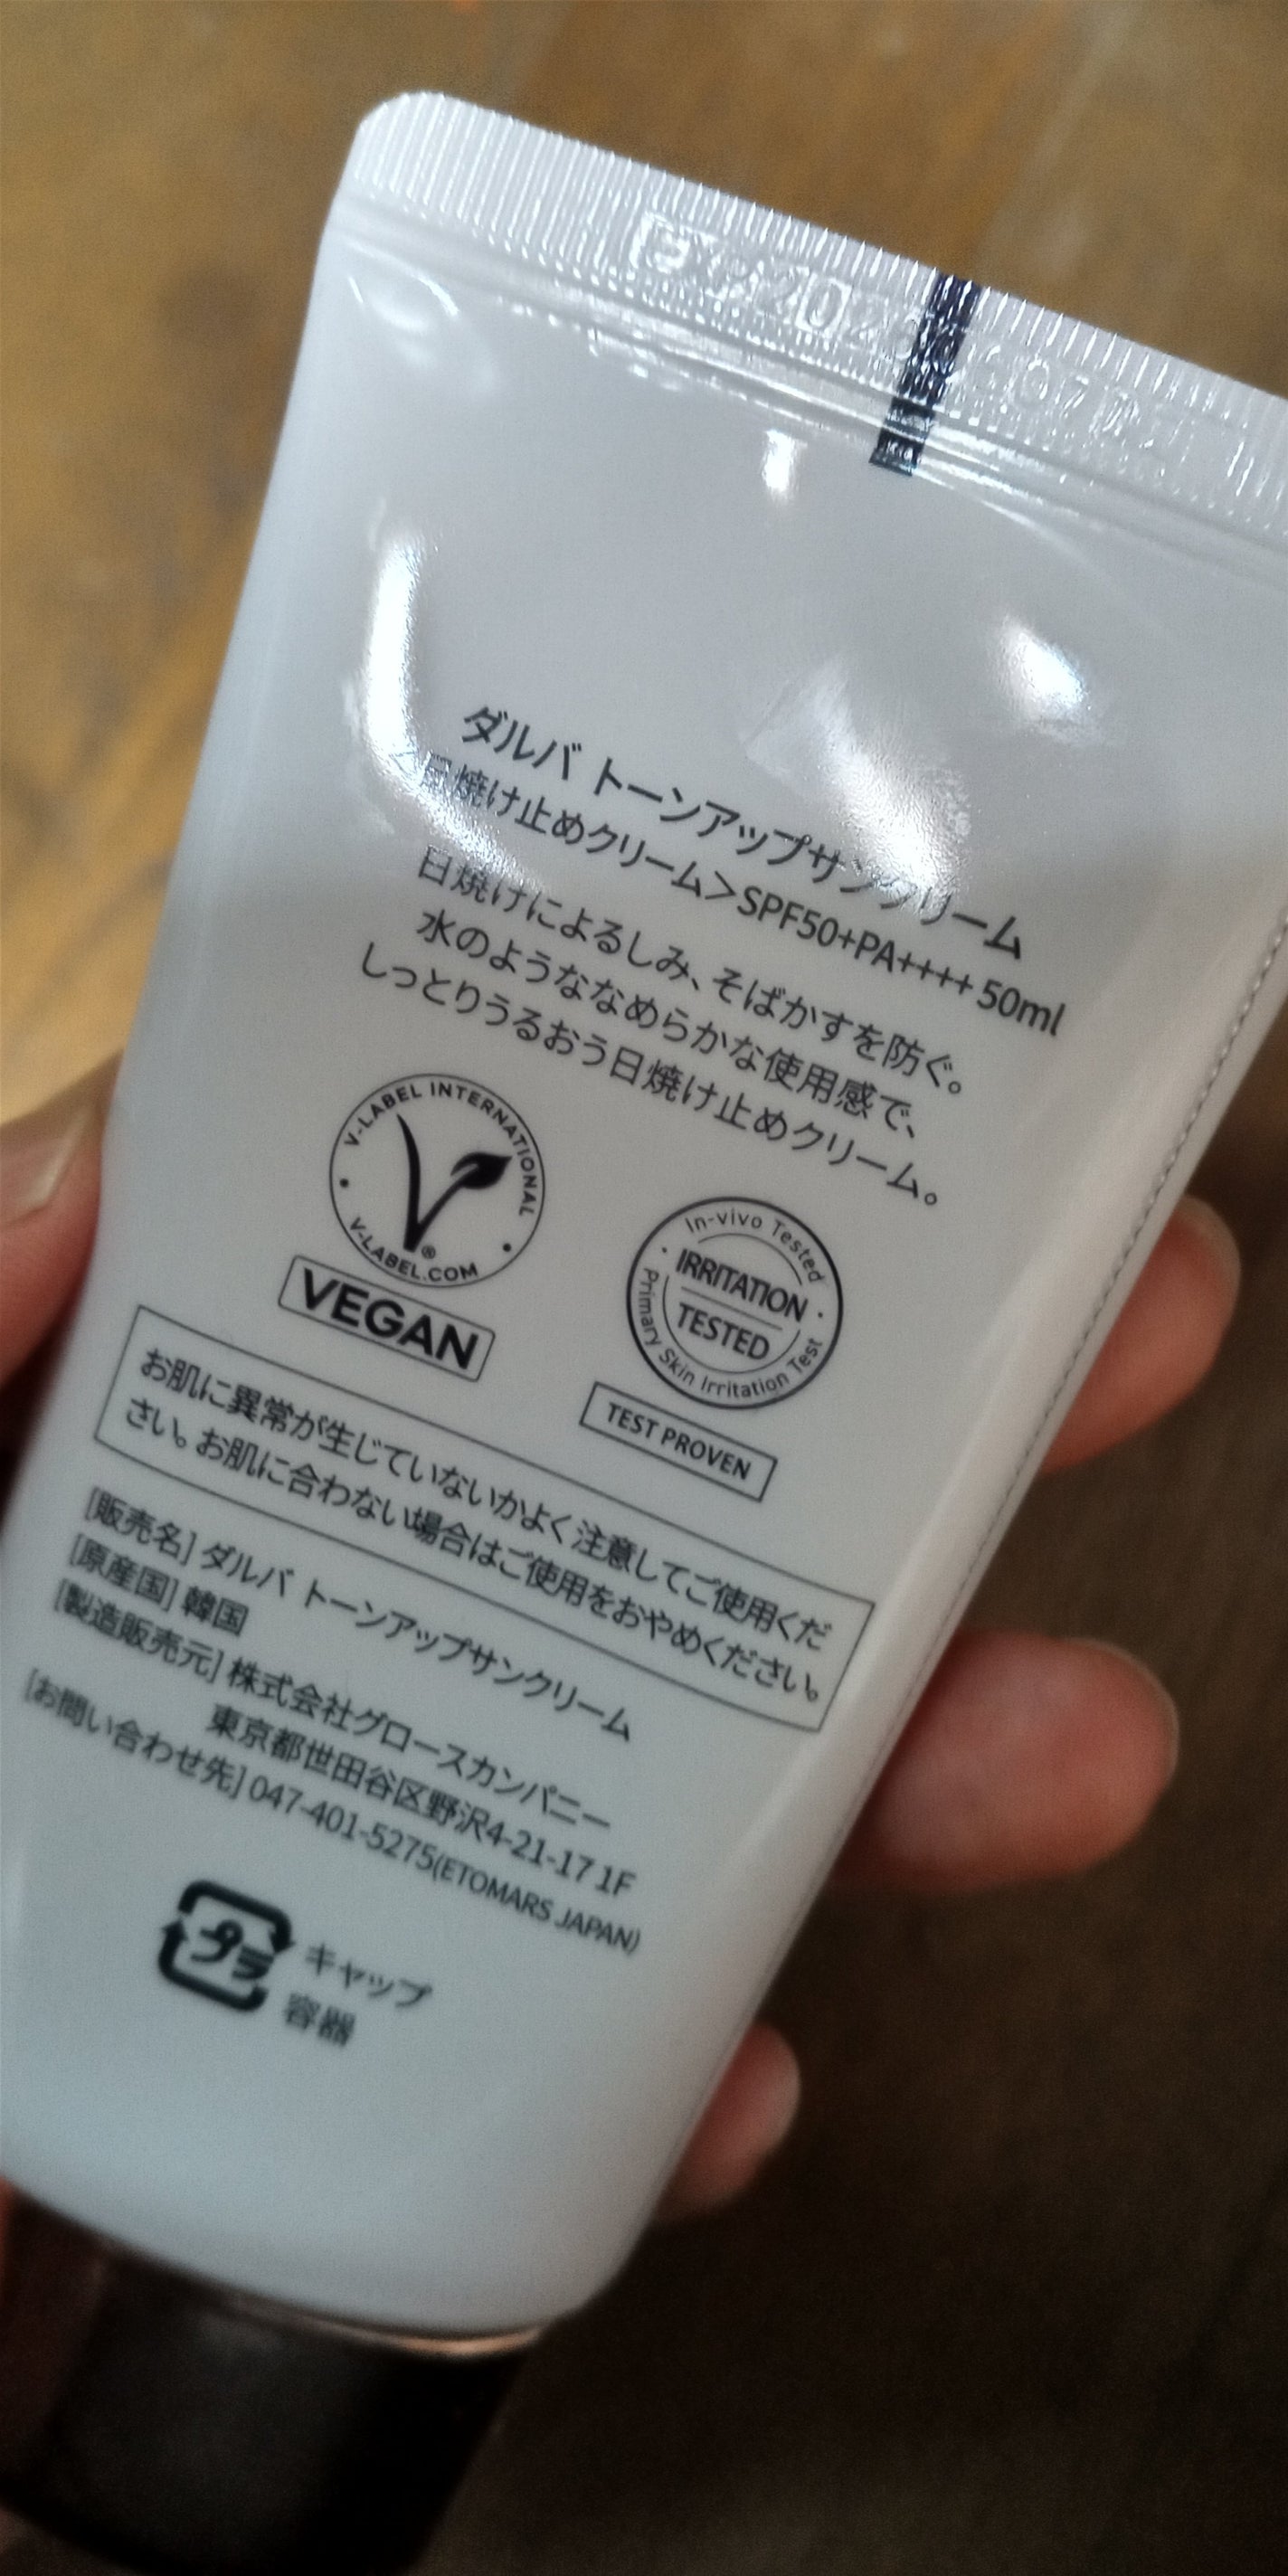 ダルバ トーンアップサンクリーム
日焼け止めクリーム＞SPF50+PA++++ 50ml
日焼けによるしみ、そばかすを防ぐ。
水のようななめらかな使用感で、
しっとりうるおう日焼け止めクリーム。
V-LABEL INTERNATIONAL
V-LABEL.COM
®
VEGAN
In-vivo Tested
IRRITATION
TESTED
Primary Skin Irritation Test
TEST PROVEN
お肌に異常が生じていないかよく注意してご使用くだ
さい。お肌に合わない場合はご使用をおやめください。
[販売名] ダルバ トーンアップサンクリーム
[原産国] 韓国
[製造販売元] 株式会社グロースカンパニー
東京都世田谷区野沢4-21-17 1F
[お問い合わせ先] 047-401-5275(ETOMARS JAPAN)
プラ
キャップ
容器